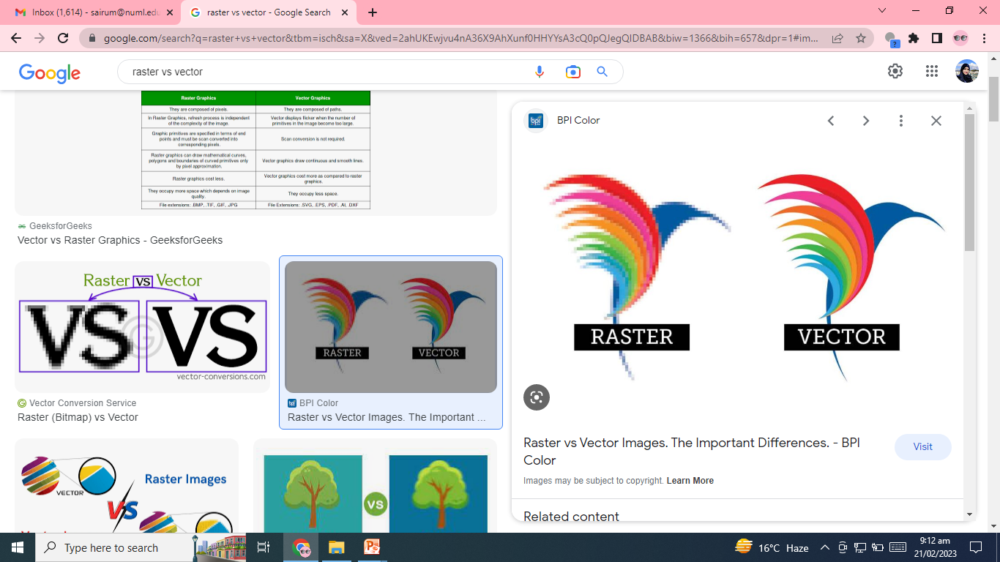 Inbox (1,614) - sairum@numl.edu
raster vs vector - Google Search
google.com/search?q=raster+vs+vector&tbm=isch&sa=X&ved=2ahUKEwjvu4nA36X9AhXunf0HHYYsA3cQ0pQJegQIDBAB&biw=1366&bih=657&dpr=1#im...
Google
raster vs vector
Raster Graphics Vector Graphics
They are composed of pixels. They are composed of paths.
In Raster Graphics, refresh process is independent
of the complexity of the image.
Vector displays flicker when the number of
primitives in the image become too large.
Graphic primitives are specified in terms of end
points and must be scan converted into
corresponding pixels.
Scan conversion is not required.
Raster graphics can draw mathematical curves,
polygons and boundaries of curved primitives only
by pixel approximation.
Vector graphics draw continuous and smooth lines.
Raster graphics cost less.
Vector graphics cost more as compared to raster
graphics.
They occupy more space which depends on image
quality.
They occupy less space.
File extensions: .BMP, .TIF, .GIF, .JPG File Extensions: .SVG, .EPS, .PDF, .AI, .DXF
GeeksforGeeks
Vector vs Raster Graphics - GeeksforGeeks
Raster vs Vector
VS VS
G
vector-conversions.com
Vector Conversion Service
Raster (Bitmap) vs Vector
RASTER VECTOR
bpi BPI Color
Raster vs Vector Images. The Important ...
VECTOR
VS
Raster Images
VS
bpi BPI Color
RASTER VECTOR
Raster vs Vector Images. The Important Differences. - BPI
Color
Visit
Images may be subject to copyright. Learn More
Related content
Type here to search
16°C Haze
9:12 am
21/02/2023